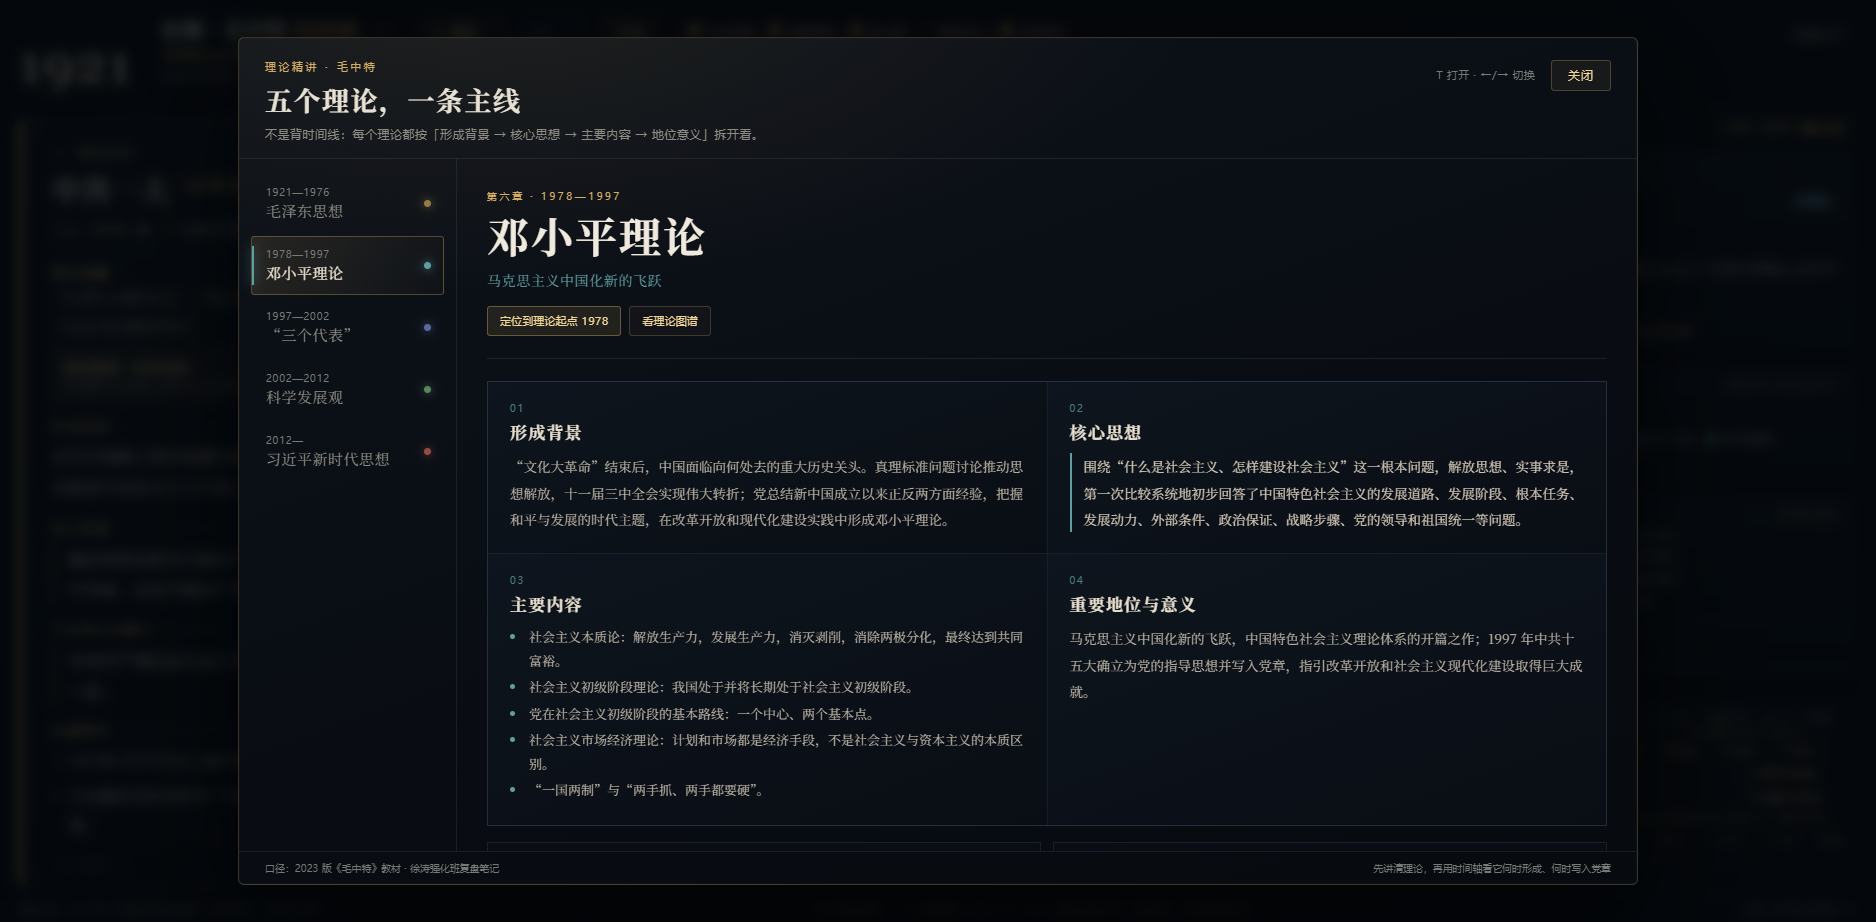 1921
理论精讲 · 毛中特
五个理论，一条主线
不是背时间线：每个理论都按「形成背景 → 核心思想 → 主要内容 → 地位意义」拆开看。
T 打开 · ←/→ 切换
关闭
1921—1976
毛泽东思想
1978—1997
邓小平理论
1997—2002
“三个代表”
2002—2012
科学发展观
2012—
习近平新时代思想
第六章 · 1978—1997
邓小平理论
马克思主义中国化新的飞跃
定位到理论起点 1978
看理论图谱
01
形成背景
“文化大革命”结束后，中国面临向何处去的重大历史关头。真理标准问题讨论推动思
想解放，十一届三中全会实现伟大转折；党总结新中国成立以来正反两方面经验，把握
和平与发展的时代主题，在改革开放和现代化建设实践中形成邓小平理论。
02
核心思想
围绕“什么是社会主义、怎样建设社会主义”这一根本问题，解放思想、实事求是，
第一次比较系统地初步回答了中国特色社会主义的发展道路、发展阶段、根本任务、
发展动力、外部条件、政治保证、战略步骤、党的领导和祖国统一等问题。
03
主要内容
社会主义本质论：解放生产力，发展生产力，消灭剥削，消除两极分化，最终达到共同
富裕。
社会主义初级阶段理论：我国处于并将长期处于社会主义初级阶段。
党在社会主义初级阶段的基本路线：一个中心、两个基本点。
社会主义市场经济理论：计划和市场都是经济手段，不是社会主义与资本主义的本质区
别。
“一国两制”与“两手抓、两手都要硬”。
04
重要地位与意义
马克思主义中国化新的飞跃，中国特色社会主义理论体系的开篇之作；1997 年中共十
五大确立为党的指导思想并写入党章，指引改革开放和社会主义现代化建设取得巨大成
就。
口径：2023 版《毛中特》教材 · 徐涛强化班复盘笔记
先讲清理论，再用时间轴看它何时形成、何时写入党章